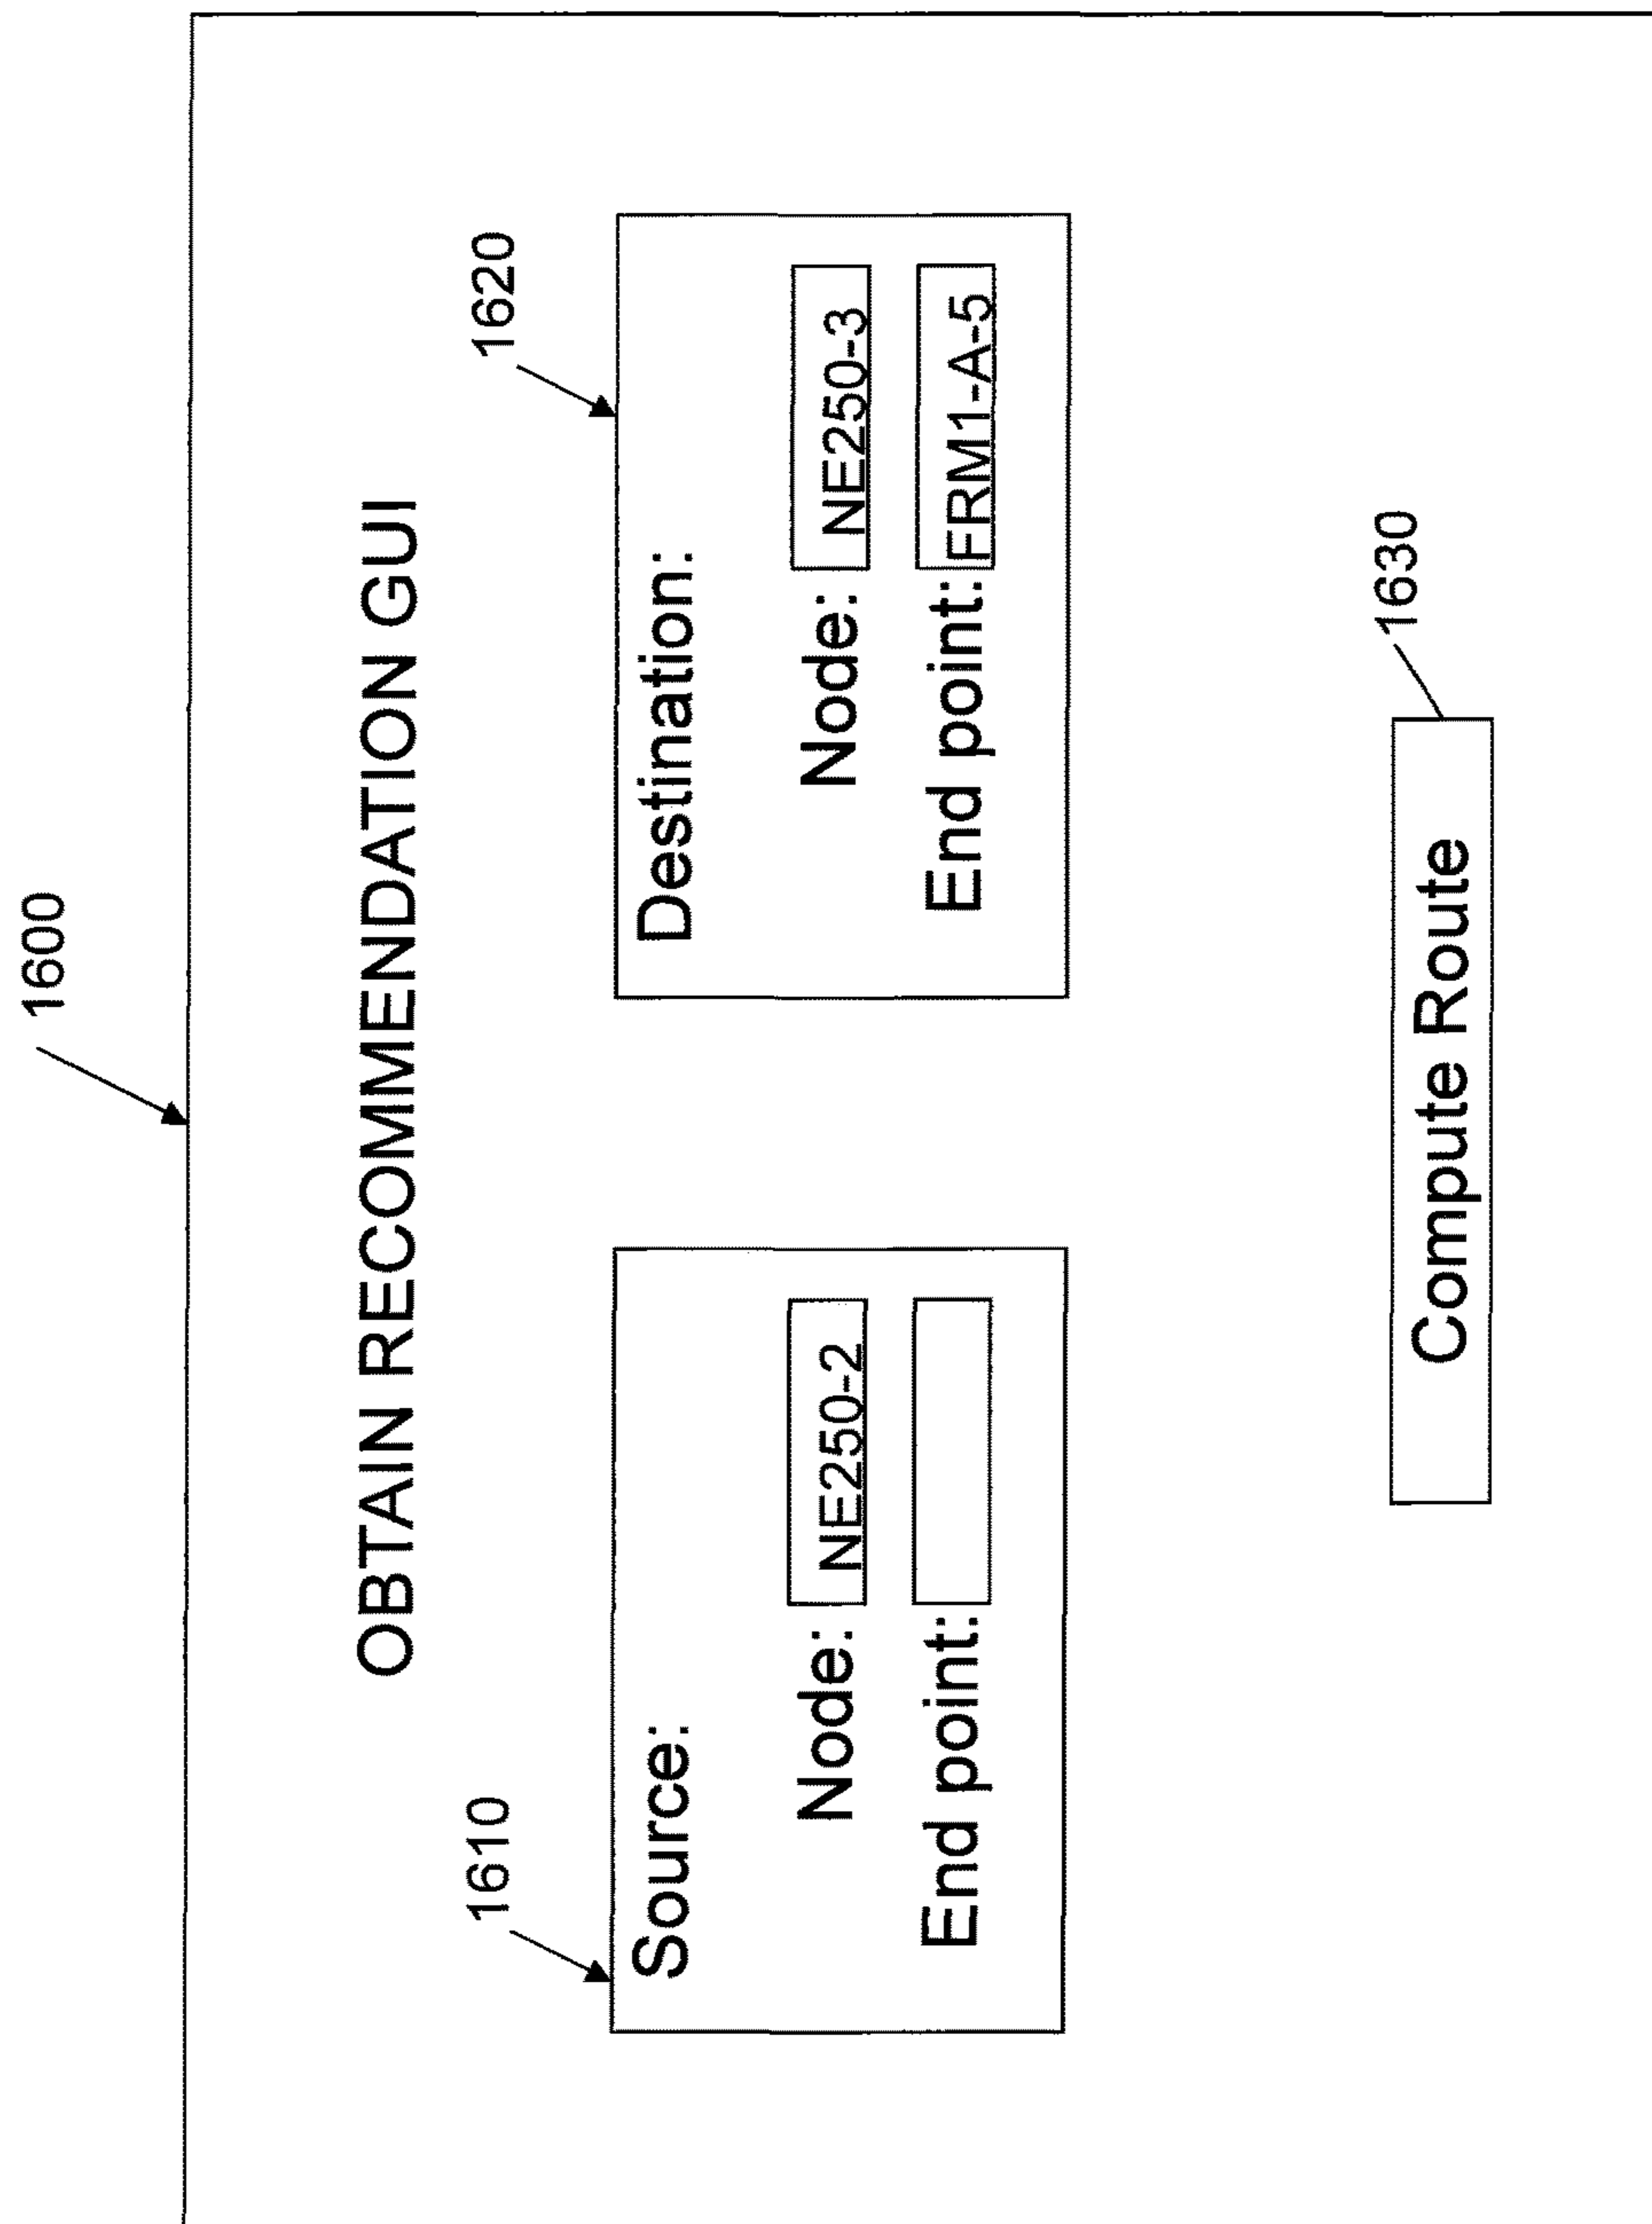 1600
OBTAIN RECOMMENDATION GUI
1610
Source:
Node: NE250-2
End point:
1620
Destination:
Node: NE250-3
End point: FRM1-A-5
1630
Compute Route